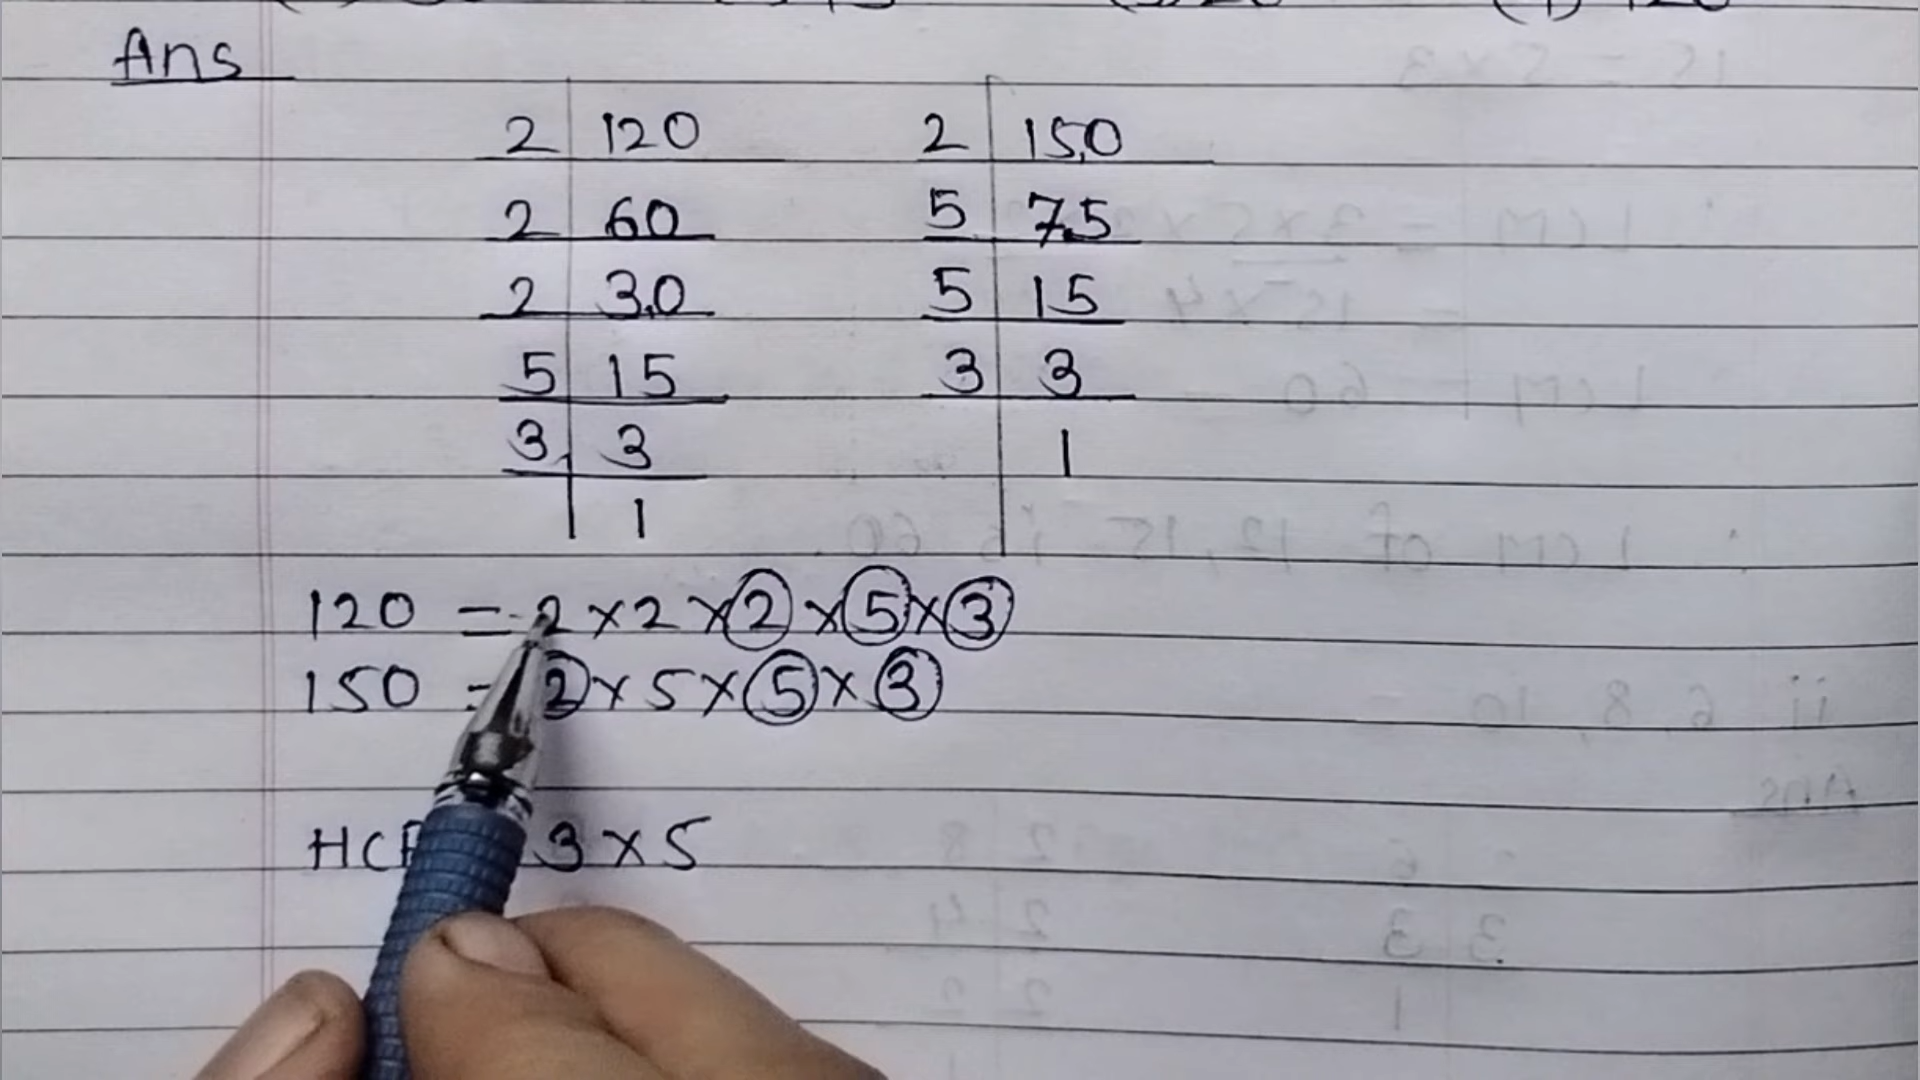 Ans
2 120 2 150
2 60 5 75
2 30 5 15
5 15 3 3
3 3 1
1
120 = 2 × 2 × 2 × 5 × 3
150 = 2 × 5 × 5 × 3
HCF 3 × 5